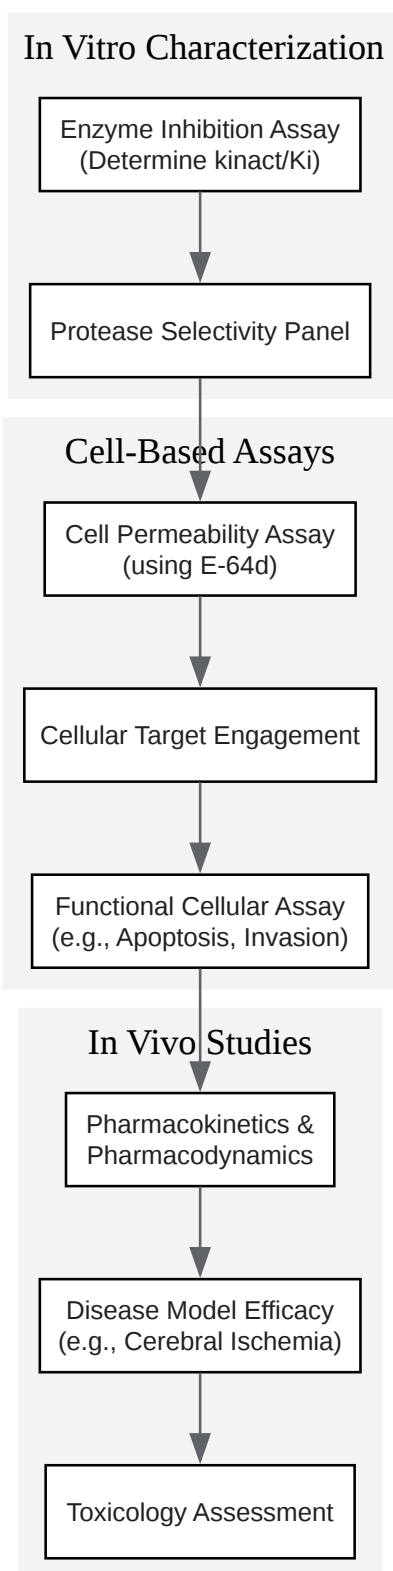 In Vitro Characterization
Enzyme Inhibition Assay
(Determine kinact/Ki)
Protease Selectivity Panel
Cell-Based Assays
Cell Permeability Assay
(using E-64d)
Cellular Target Engagement
Functional Cellular Assay
(e.g., Apoptosis, Invasion)
In Vivo Studies
Pharmacokinetics &
Pharmacodynamics
Disease Model Efficacy
(e.g., Cerebral Ischemia)
Toxicology Assessment